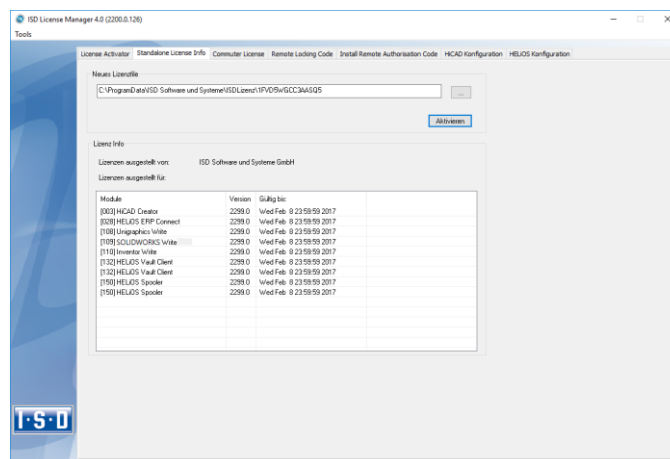 ISD License Manager 4.0 (2200.0.126)
Tools
License Activator Standalone License Info Commuter License Remote Locking Code Install Remote Authorisation Code HiCAD Konfiguration HELiOS Konfiguration
Neues Lizenzfile
C:\ProgramData\ISD Software und Systeme\ISDLizenz\1FVD5WGCC3AASQ5
...
Aktivieren
Lizenz Info
Lizenzen ausgestellt von: ISD Software und Systeme GmbH
Lizenzen ausgestellt für:
Module Version Gültig bis:
[003] HiCAD Creator 2299.0 Wed Feb 8 23:59:59 2017
[028] HELiOS ERP Connect 2299.0 Wed Feb 8 23:59:59 2017
[108] Unigraphics Write 2299.0 Wed Feb 8 23:59:59 2017
[109] SOLIDWORKS Write 2299.0 Wed Feb 8 23:59:59 2017
[110] Inventor Write 2299.0 Wed Feb 8 23:59:59 2017
[132] HELiOS Vault Client 2299.0 Wed Feb 8 23:59:59 2017
[132] HELiOS Vault Client 2299.0 Wed Feb 8 23:59:59 2017
[150] HELiOS Spooler 2299.0 Wed Feb 8 23:59:59 2017
[150] HELiOS Spooler 2299.0 Wed Feb 8 23:59:59 2017
I·S·D